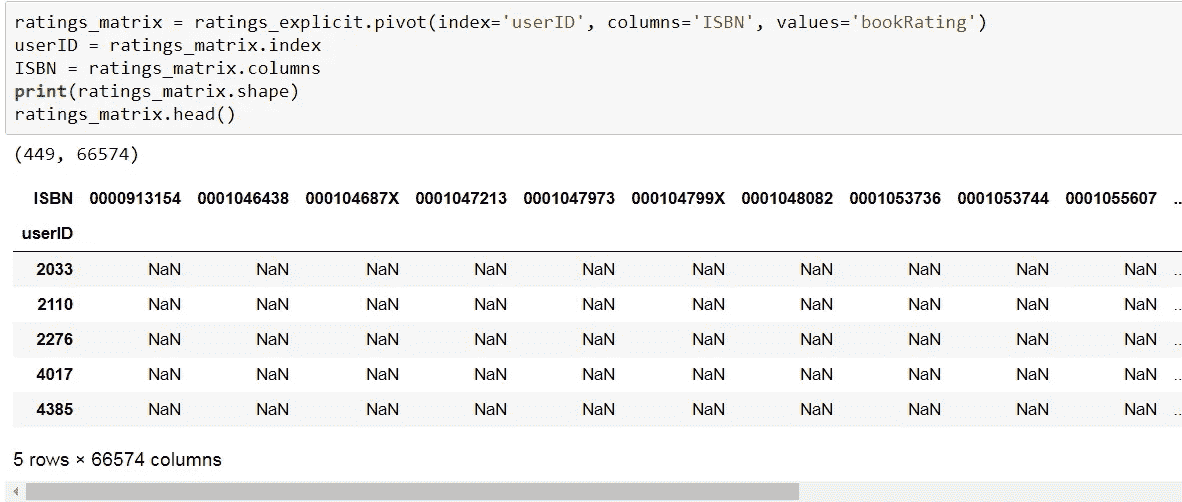 ratings_matrix = ratings_explicit.pivot(index='userID', columns='ISBN', values='bookRating')
userID = ratings_matrix.index
ISBN = ratings_matrix.columns
print(ratings_matrix.shape)
ratings_matrix.head()
(449, 66574)
ISBN 0000913154 0001046438 000104687X 0001047213 0001047973 000104799X 0001048082 0001053736 0001053744 0001055607 ..
userID
2033 NaN NaN NaN NaN NaN NaN NaN NaN NaN NaN ..
2110 NaN NaN NaN NaN NaN NaN NaN NaN NaN NaN ..
2276 NaN NaN NaN NaN NaN NaN NaN NaN NaN NaN ..
4017 NaN NaN NaN NaN NaN NaN NaN NaN NaN NaN ..
4385 NaN NaN NaN NaN NaN NaN NaN NaN NaN NaN ..
5 rows × 66574 columns